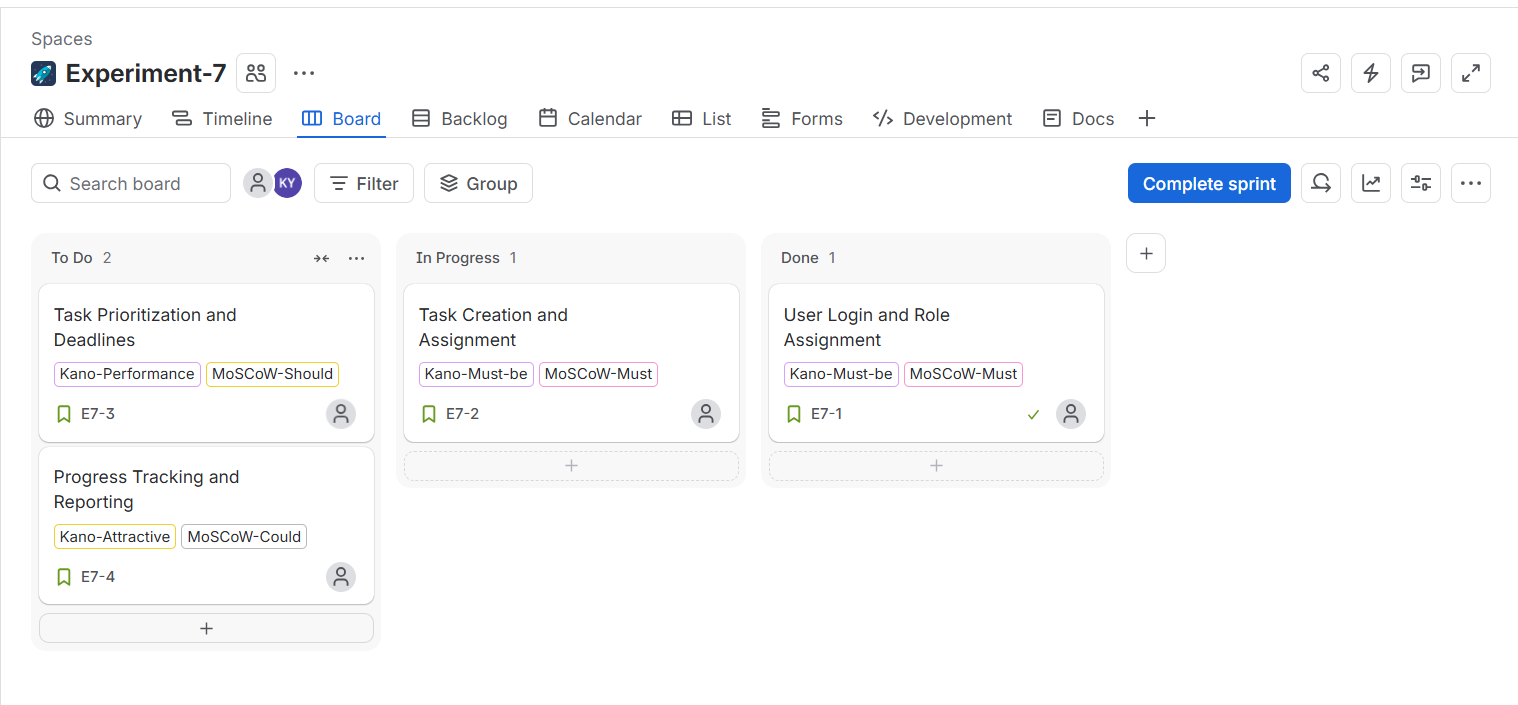 Spaces
Experiment-7
Summary Timeline Board Backlog Calendar List Forms Development Docs
Search board KY Filter Group Complete sprint
To Do 2
Task Prioritization and
Deadlines
Kano-Performance MoSCoW-Should
E7-3
Progress Tracking and
Reporting
Kano-Attractive MoSCoW-Could
E7-4
In Progress 1
Task Creation and
Assignment
Kano-Must-be MoSCoW-Must
E7-2
Done 1
User Login and Role
Assignment
Kano-Must-be MoSCoW-Must
E7-1